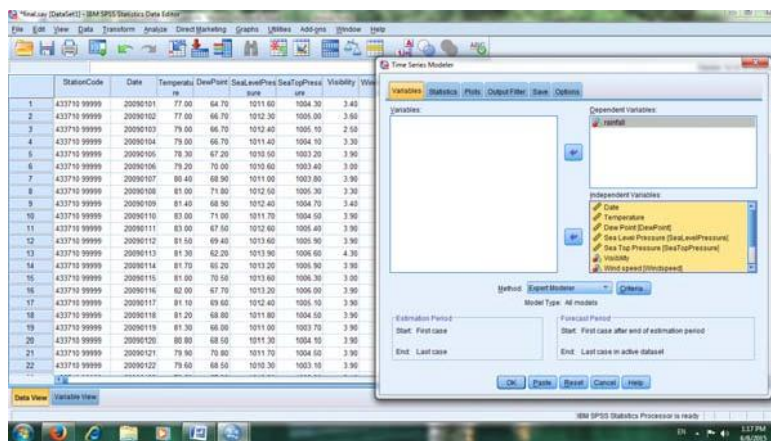 *final.sav [DataSet1] - IBM SPSS Statistics Data Editor
File Edit View Data Transform Analyze Direct Marketing Graphs Utilities Add-ons Window Help
StationCode Date Temperatu re DewPoint SeaLevelPres sure SeaTopPress ure Visibility
1 433710 99999 20090101 77.00 64.70 1011.60 1004.30 3.40
2 433710 99999 20090102 77.00 66.70 1012.30 1005.00 3.60
3 433710 99999 20090103 79.00 66.70 1012.40 1005.10 2.50
4 433710 99999 20090104 79.00 66.70 1011.40 1004.10 3.30
5 433710 99999 20090105 78.30 67.20 1010.50 1003.20 3.90
6 433710 99999 20090106 79.20 70.00 1010.60 1003.40 3.00
7 433710 99999 20090107 80.40 68.90 1011.00 1003.80 3.90
8 433710 99999 20090108 81.00 71.80 1012.50 1005.30 3.30
9 433710 99999 20090109 81.40 68.90 1012.40 1004.70 3.40
10 433710 99999 20090110 83.00 71.00 1011.70 1004.50 3.90
11 433710 99999 20090111 83.00 67.50 1012.60 1005.40 3.90
12 433710 99999 20090112 81.50 69.40 1013.60 1005.90 3.90
13 433710 99999 20090113 81.30 62.20 1013.90 1006.60 4.30
14 433710 99999 20090114 81.70 65.20 1013.20 1005.90 3.90
15 433710 99999 20090115 81.00 70.50 1013.60 1006.30 3.00
16 433710 99999 20090116 82.00 67.70 1013.20 1006.00 3.90
17 433710 99999 20090117 81.10 69.60 1012.40 1005.10 3.90
18 433710 99999 20090118 81.20 68.80 1011.80 1004.50 3.90
19 433710 99999 20090119 81.30 66.00 1011.00 1003.70 3.90
20 433710 99999 20090120 80.80 68.50 1011.30 1004.10 3.90
21 433710 99999 20090121 79.90 70.80 1011.70 1004.50 3.90
22 433710 99999 20090122 79.60 68.50 1010.30 1003.10 3.90
Data View Variable View
IBM SPSS Statistics Processor is ready
Time Series Modeler
Variables Statistics Plots Output Filter Save Options
Variables:
Dependent Variables:
rainfall
Independent Variables:
Date
Temperature
Dew Point [DewPoint]
Sea Level Pressure [SeaLevelPressure]
Sea Top Pressure [SeaTopPressure]
Visibility
Wind speed [Windspeed]
Method: Expert Modeler Criteria...
Model Type: All models
Estimation Period
Start: First case
End: Last case
Forecast Period
Start: First case after end of estimation period
End: Last case in active dataset
OK Paste Reset Cancel Help
EN 1:17 PM